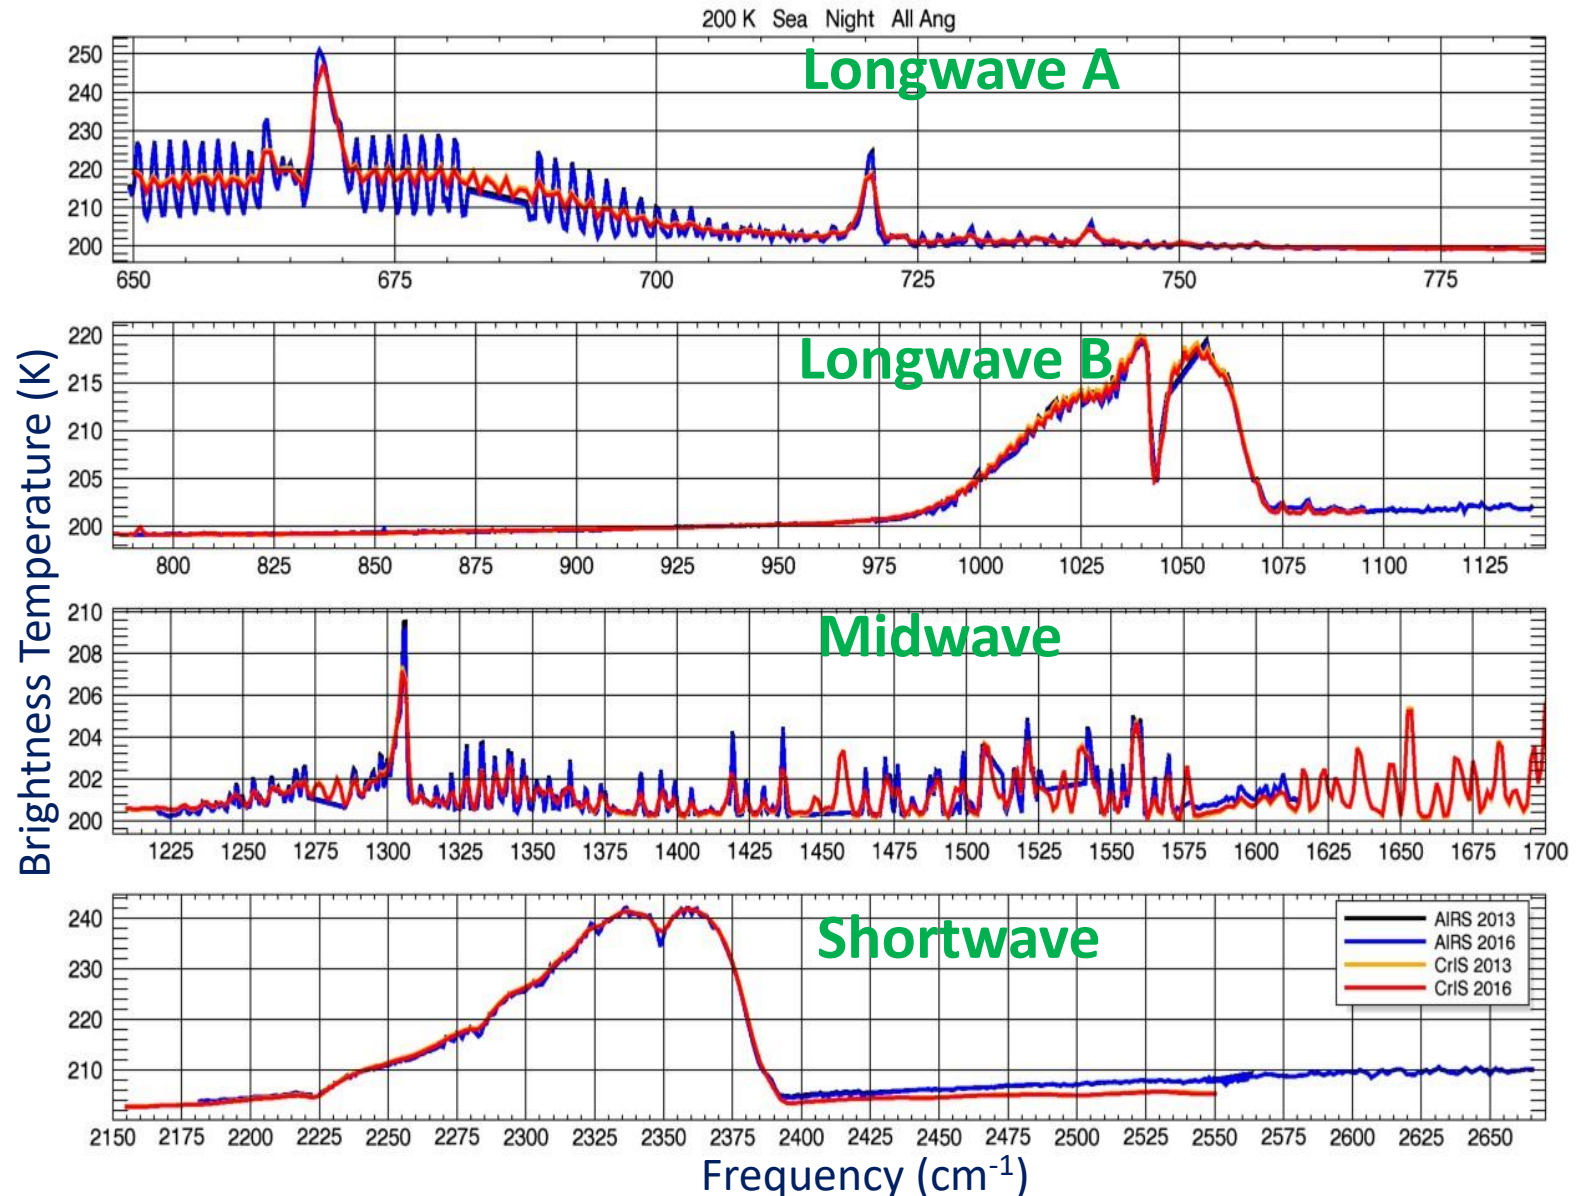 200 K Sea Night All Ang
Longwave A
250
240
230
220
210
200
650 675 700 725 750 775
Longwave B
220
215
210
205
200
800 825 850 875 900 925 950 975 1000 1025 1050 1075 1100 1125
Brightness Temperature (K)
Midwave
210
208
206
204
202
200
1225 1250 1275 1300 1325 1350 1375 1400 1425 1450 1475 1500 1525 1550 1575 1600 1625 1650 1675 1700
Shortwave
240
230
220
210
AIRS 2013
AIRS 2016
CrIS 2013
CrIS 2016
2150 2175 2200 2225 2250 2275 2300 2325 2350 2375 2400 2425 2450 2475 2500 2525 2550 2575 2600 2625 2650
Frequency (cm⁻¹)